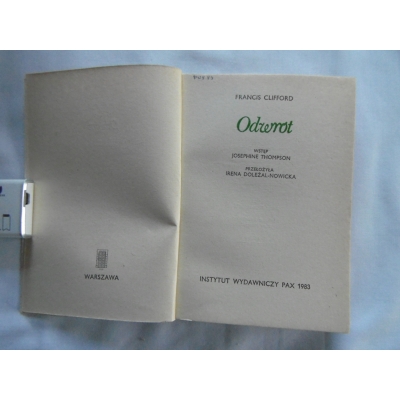 WARSZAWA
FRANCIS CLIFFORD
Odwrót
WSTĘP
JOSEPHINE THOMPSON
PRZEŁOŻYŁA
IRENA DOLEŻAL-NOWICKA
INSTYTUT WYDAWNICZY PAX 1983